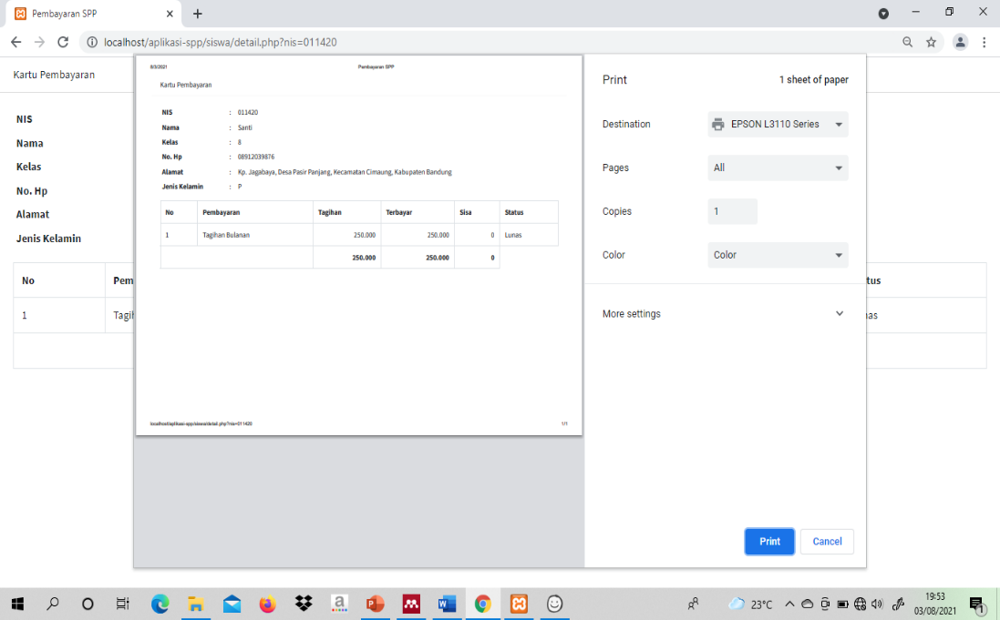 Pembayaran SPP
localhost/aplikasi-spp/siswa/detail.php?nis=011420
Kartu Pembayaran
NIS
Nama
Kelas
No. Hp
Alamat
Jenis Kelamin
No Pem
1 Tagi
tus
nas
8/3/2021 Pembayaran SPP
Kartu Pembayaran
NIS : 011420
Nama : Santi
Kelas : 8
No. Hp : 08912039876
Alamat : Kp. Jagabaya, Desa Pasir Panjang, Kecamatan Cimaung, Kabupaten Bandung
Jenis Kelamin : P
No Pembayaran Tagihan Terbayar Sisa Status
1 Tagihan Bulanan 250.000 250.000 0 Lunas
250.000 250.000 0
localhost/aplikasi-spp/siswa/detail.php?nis=011420 1/1
Print 1 sheet of paper
Destination EPSON L3110 Series
Pages All
Copies 1
Color Color
More settings
Print Cancel
23°C
19:53
03/08/2021
1